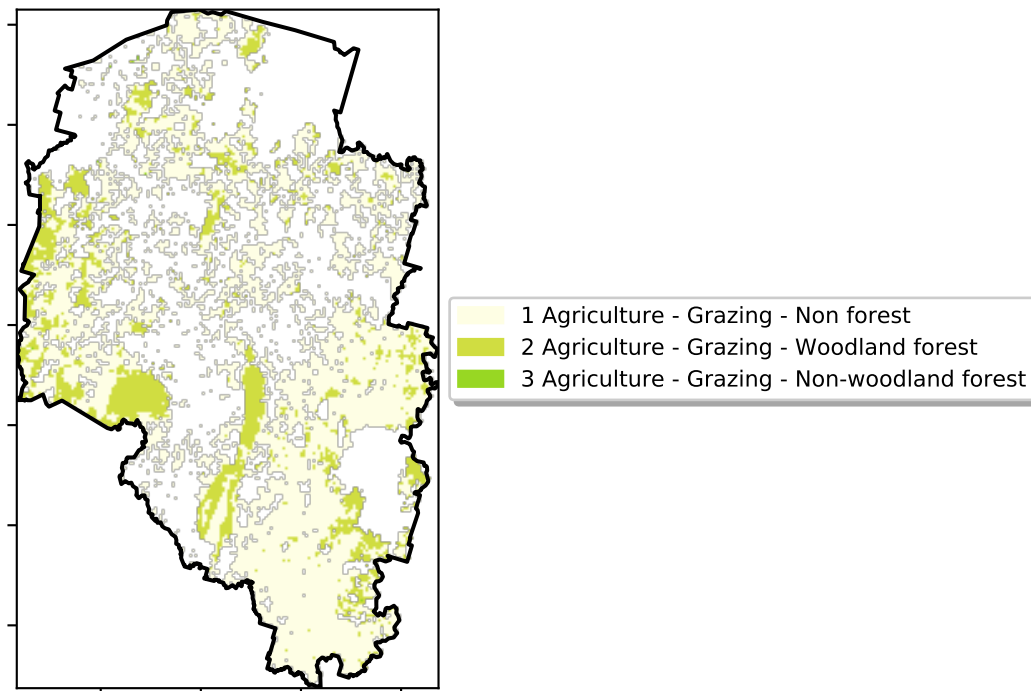 1 Agriculture - Grazing - Non forest
2 Agriculture - Grazing - Woodland forest
3 Agriculture - Grazing - Non-woodland forest